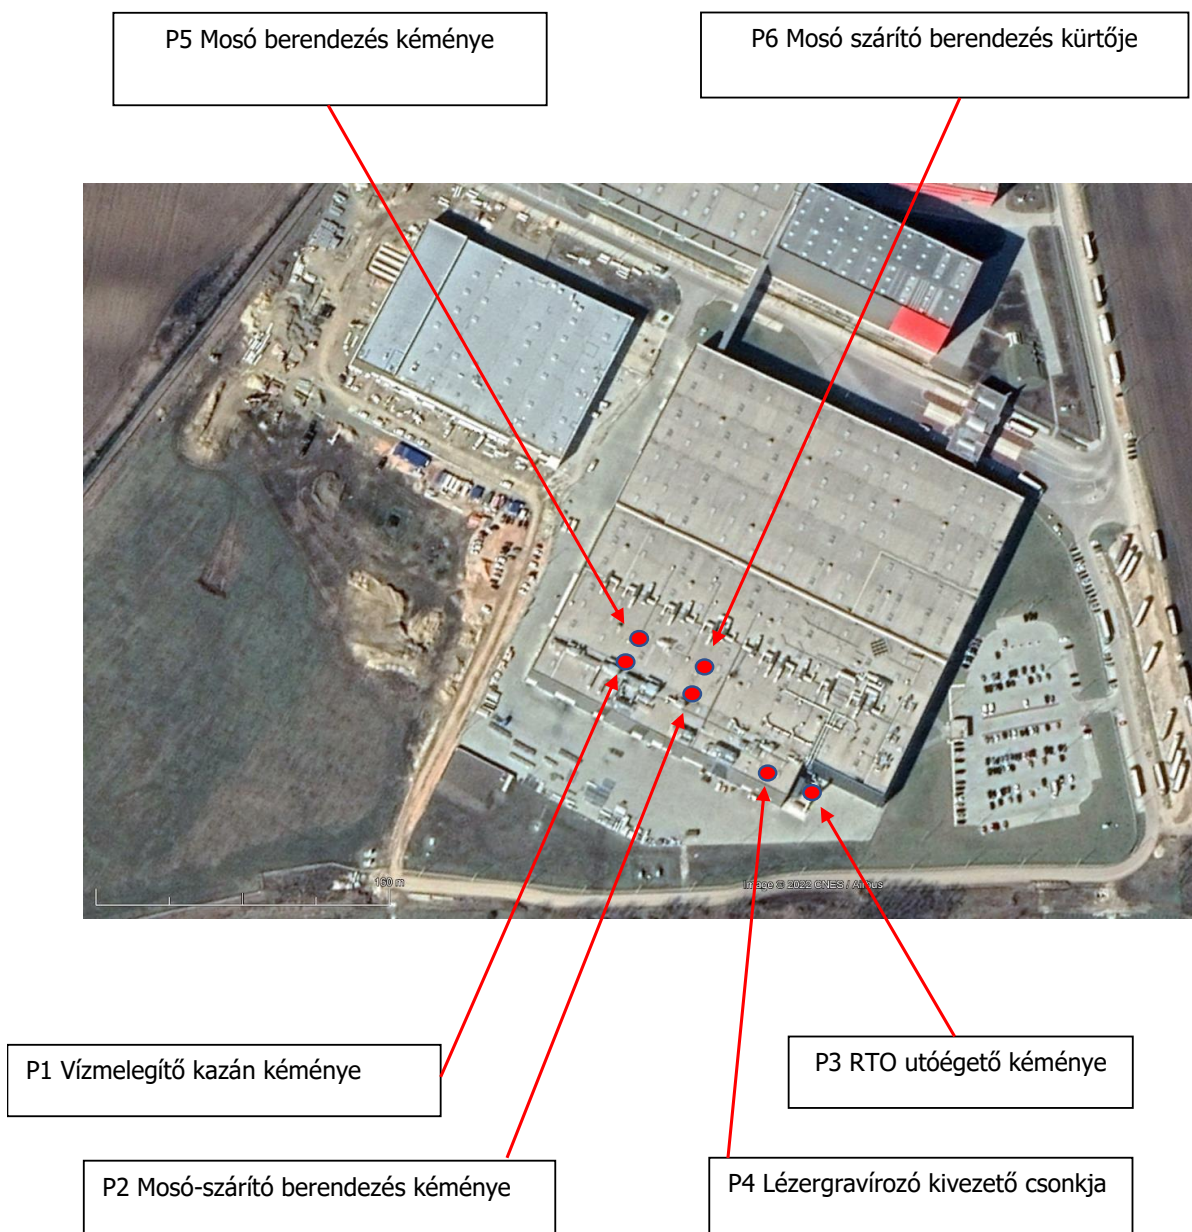 P5 Mosó berendezés kéménye
P6 Mosó szárító berendezés kürtője
160 m
Image © 2022 CNES / Airbus
P1 Vízmelegítő kazán kéménye
P3 RTO utóégető kéménye
P2 Mosó-szárító berendezés kéménye
P4 Lézergravírozó kivezető csonkja